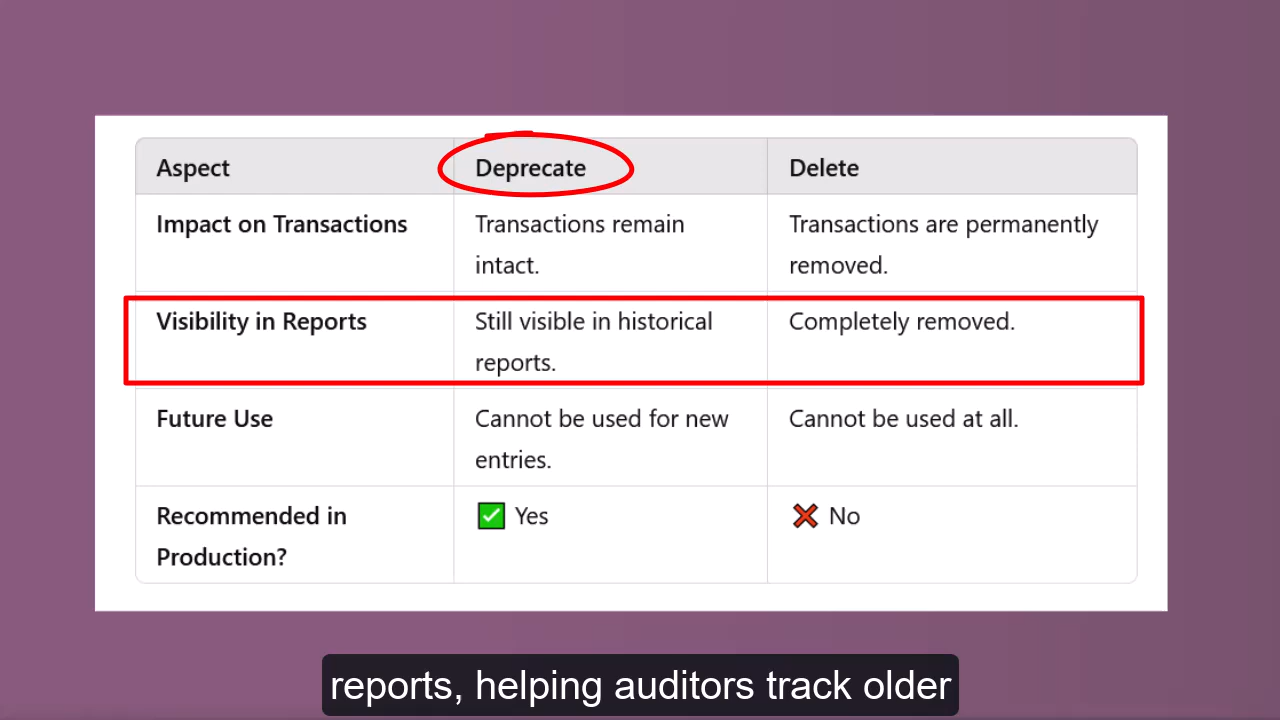 Aspect Deprecate Delete
Impact on Transactions Transactions remain Transactions are permanently
intact. removed.
Visibility in Reports Still visible in historical Completely removed.
reports.
Future Use Cannot be used for new Cannot be used at all.
entries.
Recommended in ✅ Yes ❌ No
Production?
reports, helping auditors track older